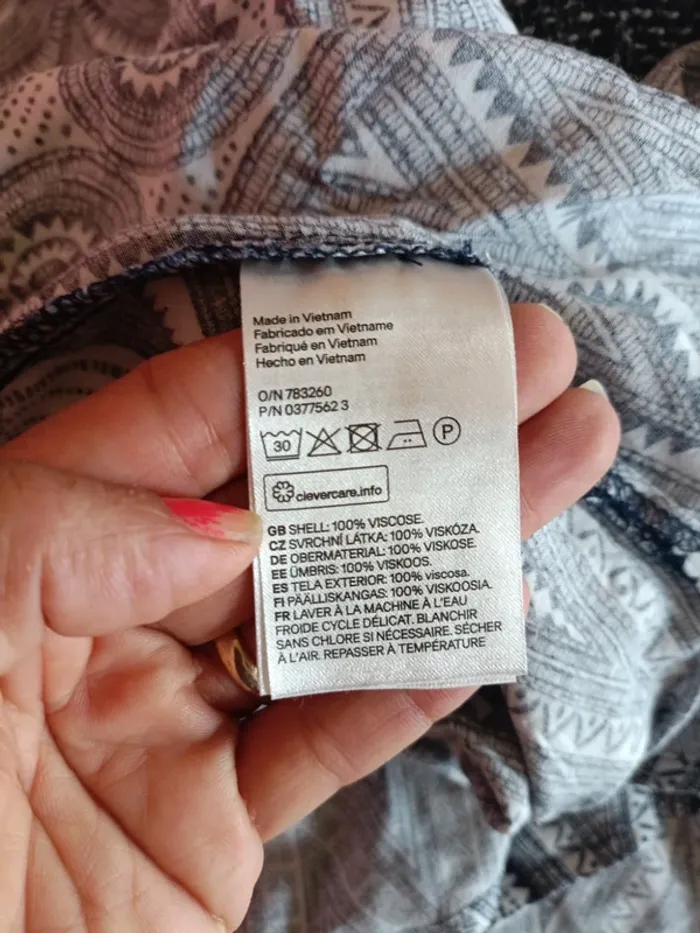 Made in Vietnam
Fabricado em Vietname
Fabriqué en Vietnam
Hecho en Vietnam
O/N 783260
P/N 0377562 3
30 P
clevercare.info
GB SHELL: 100% VISCOSE.
CZ SVRCHNÍ LÁTKA: 100% VISKÓZA.
DE OBERMATERIAL: 100% VISKOSE.
EE ÜMBRIS: 100% VISKOOS.
ES TELA EXTERIOR: 100% viscosa.
FI PÄÄLLISKANGAS: 100% VISKOOSIA.
FR LAVER À LA MACHINE À L'EAU
FROIDE CYCLE DÉLICAT. BLANCHIR
SANS CHLORE SI NÉCESSAIRE. SÉCHER
À L'AIR. REPASSER À TEMPÉRATURE